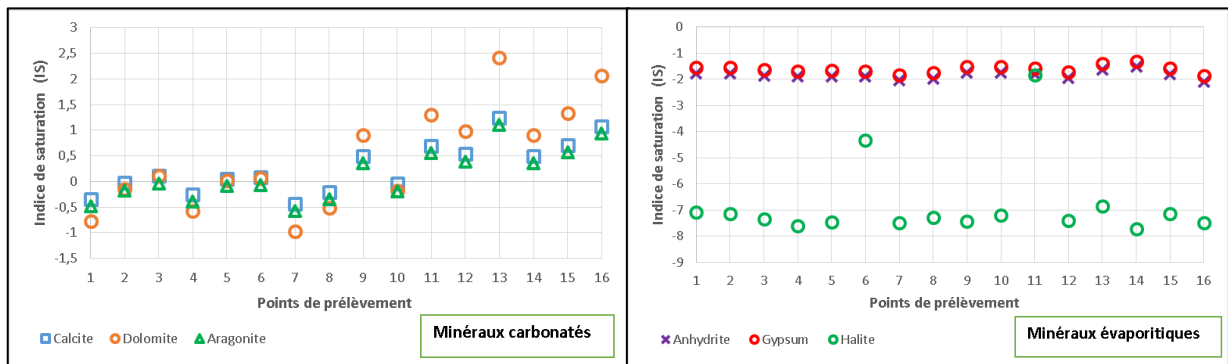 Indice de saturation (IS)
3
2,5
2
1,5
1
0,5
0
-0,5
-1
-1,5
1 2 3 4 5 6 7 8 9 10 11 12 13 14 15 16
Points de prélèvement
Calcite Dolomite Aragonite
Minéraux carbonatés
Indice de saturation (IS)
0
-1
-2
-3
-4
-5
-6
-7
-8
-9
1 2 3 4 5 6 7 8 9 10 11 12 13 14 15 16
Points de prélèvement
Anhydrite Gypsum Halite
Minéraux évaporitiques